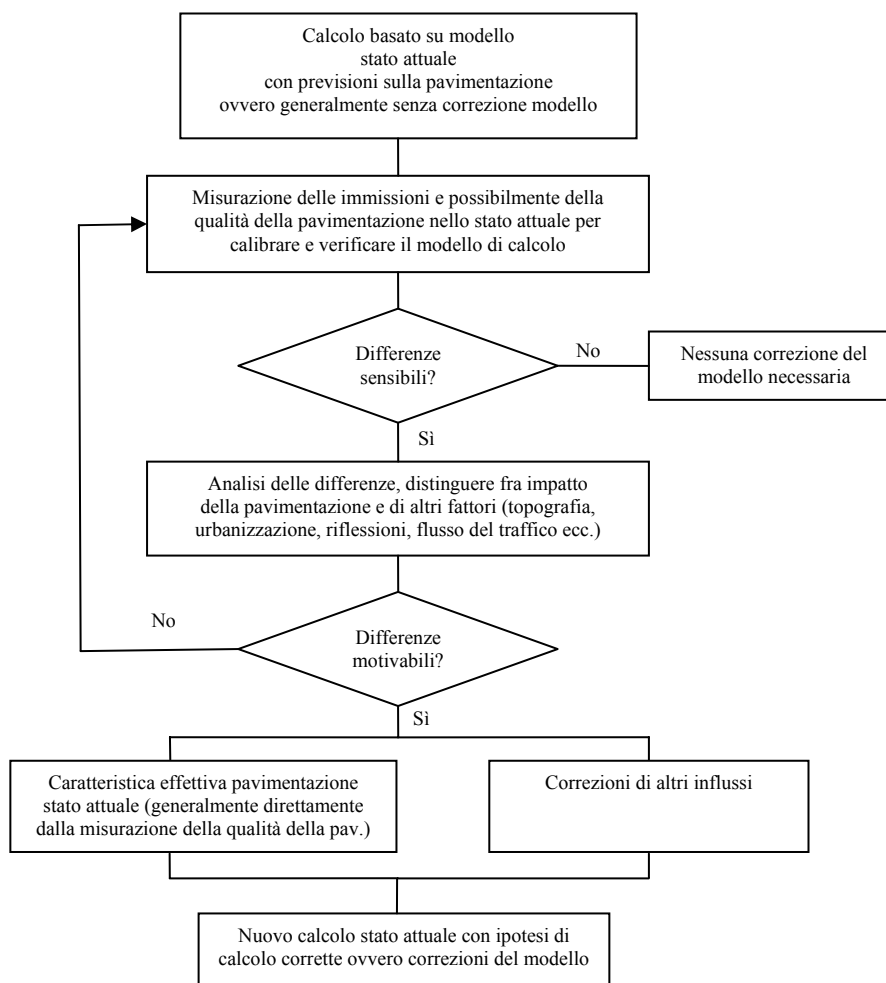 Calcolo basato su modello
stato attuale
con previsioni sulla pavimentazione
ovvero generalmente senza correzione modello
Misurazione delle immissioni e possibilmente della
qualità della pavimentazione nello stato attuale per
calibrare e verificare il modello di calcolo
Differenze
sensibili?
No
Nessuna correzione del
modello necessaria
Sì
Analisi delle differenze, distinguere fra impatto
della pavimentazione e di altri fattori (topografia,
urbanizzazione, riflessioni, flusso del traffico ecc.)
No
Differenze
motivabili?
Sì
Caratteristica effettiva pavimentazione
stato attuale (generalmente direttamente
dalla misurazione della qualità della pav.)
Correzioni di altri influssi
Nuovo calcolo stato attuale con ipotesi di
calcolo corrette ovvero correzioni del modello